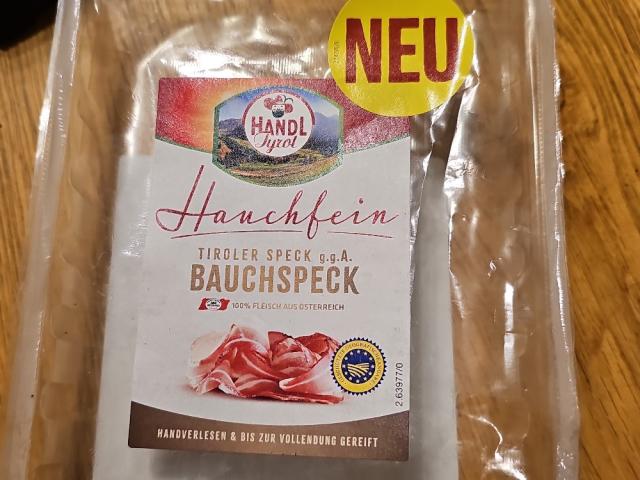 NEU
HANDL
Tyrol
Hauchfein
TIROLER SPECK g.g.A.
BAUCHSPECK
100% FLEISCH AUS ÖSTERREICH
2.63977/0
HANDVERLESEN & BIS ZUR VOLLENDUNG GEREIFT